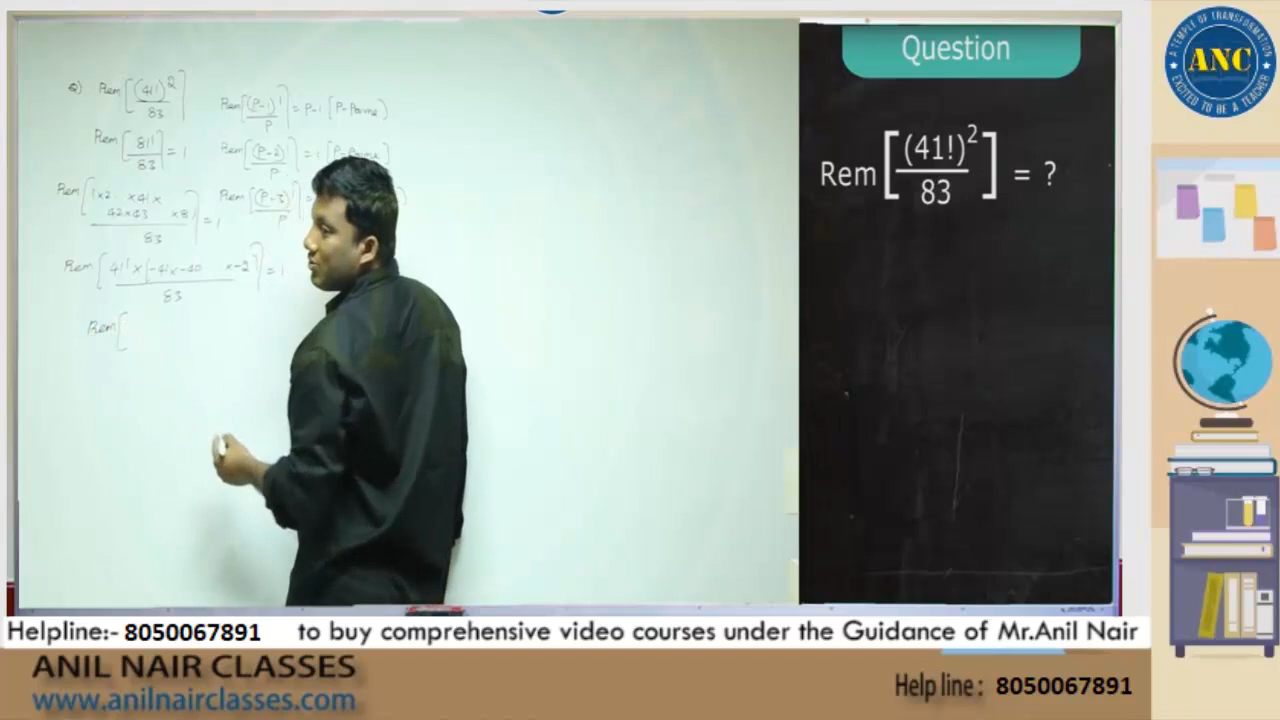 Q) Rem[(41!)^2/83]
Rem[81!/83] = 1
Rem[1×2 ×41× 42×43 ×81/83] = 1
Rem[41! × (-41×-40 ×-2)/83] = 1
Rem[
Rem[(P-1)!/P] = P-1 [P-Prime)
Rem[(P-2)!/P] = 1 [P-Prime)
Rem[(P-3)!/P] =
Question
Rem[(41!)^2/83] = ?
A TEMPLE OF TRANSFORMATION
ANC
EXCITED TO BE A TEACHER
Helpline:- 8050067891 to buy comprehensive video courses under the Guidance of Mr.Anil Nair
ANIL NAIR CLASSES
www.anilnairclasses.com
Help line : 8050067891